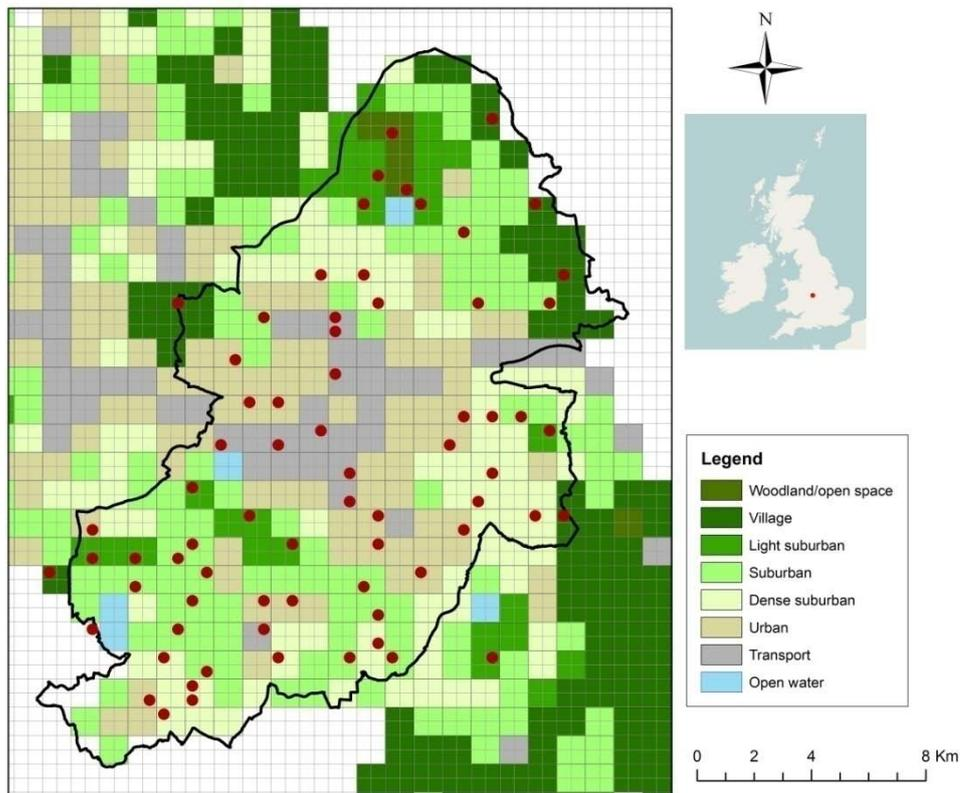 N
Legend
Woodland/open space
Village
Light suburban
Suburban
Dense suburban
Urban
Transport
Open water
0 2 4 8 Km